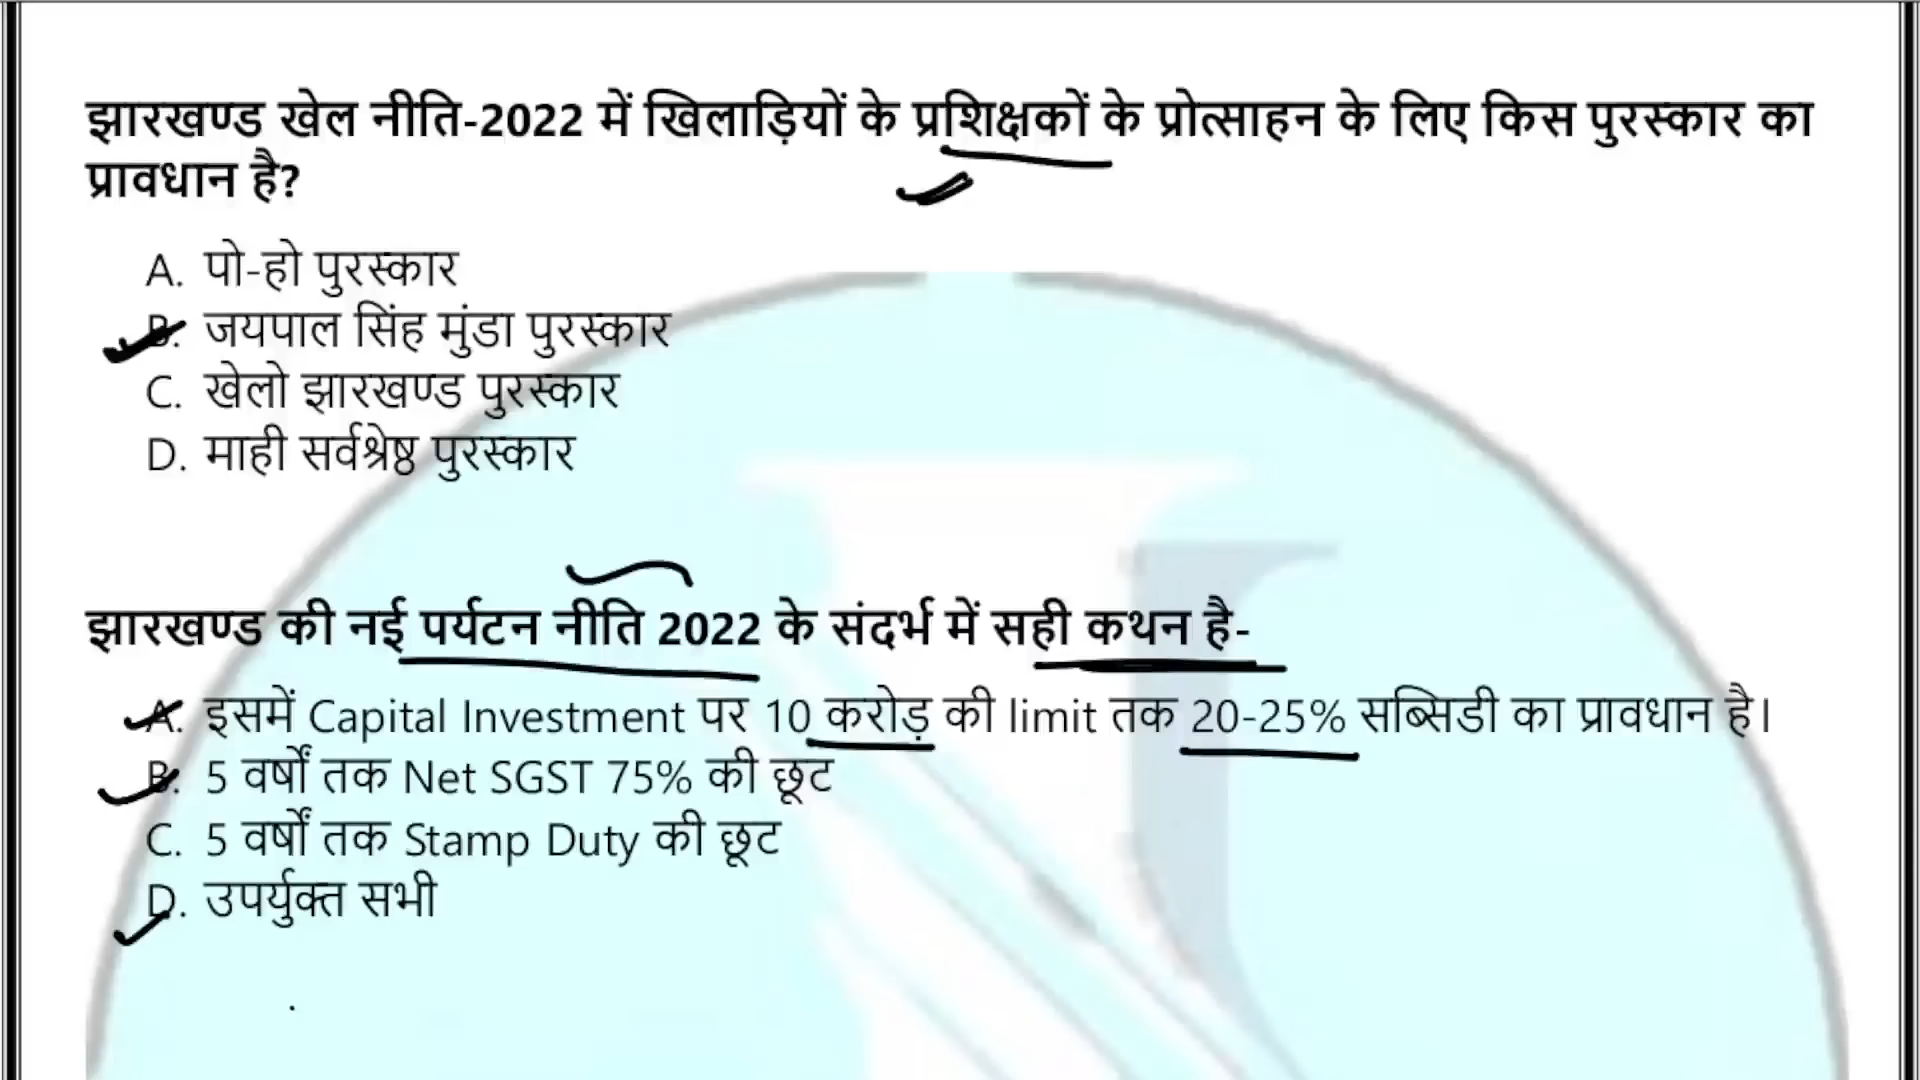 झारखण्ड खेल नीति-2022 में खिलाड़ियों के प्रशिक्षकों के प्रोत्साहन के लिए किस पुरस्कार का
प्रावधान है?
A. पो-हो पुरस्कार
B. जयपाल सिंह मुंडा पुरस्कार
C. खेलो झारखण्ड पुरस्कार
D. माही सर्वश्रेष्ठ पुरस्कार
झारखण्ड की नई पर्यटन नीति 2022 के संदर्भ में सही कथन है-
A. इसमें Capital Investment पर 10 करोड़ की limit तक 20-25% सब्सिडी का प्रावधान है।
B. 5 वर्षों तक Net SGST 75% की छूट
C. 5 वर्षों तक Stamp Duty की छूट
D. उपर्युक्त सभी